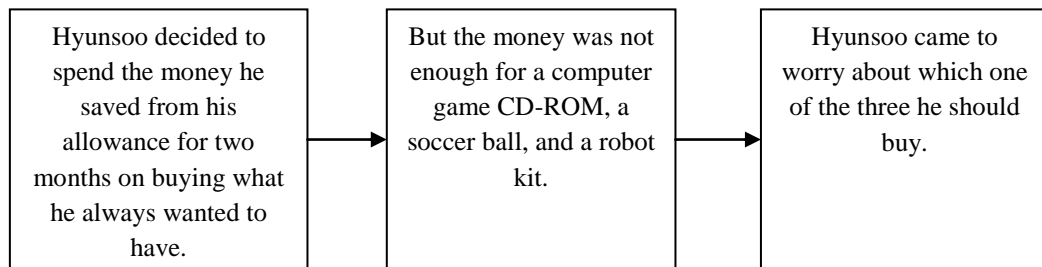 Hyunsoo decided to
spend the money he
saved from his
allowance for two
months on buying what
he always wanted to
have.
But the money was not
enough for a computer
game CD-ROM, a
soccer ball, and a robot
kit.
Hyunsoo came to
worry about which one
of the three he should
buy.